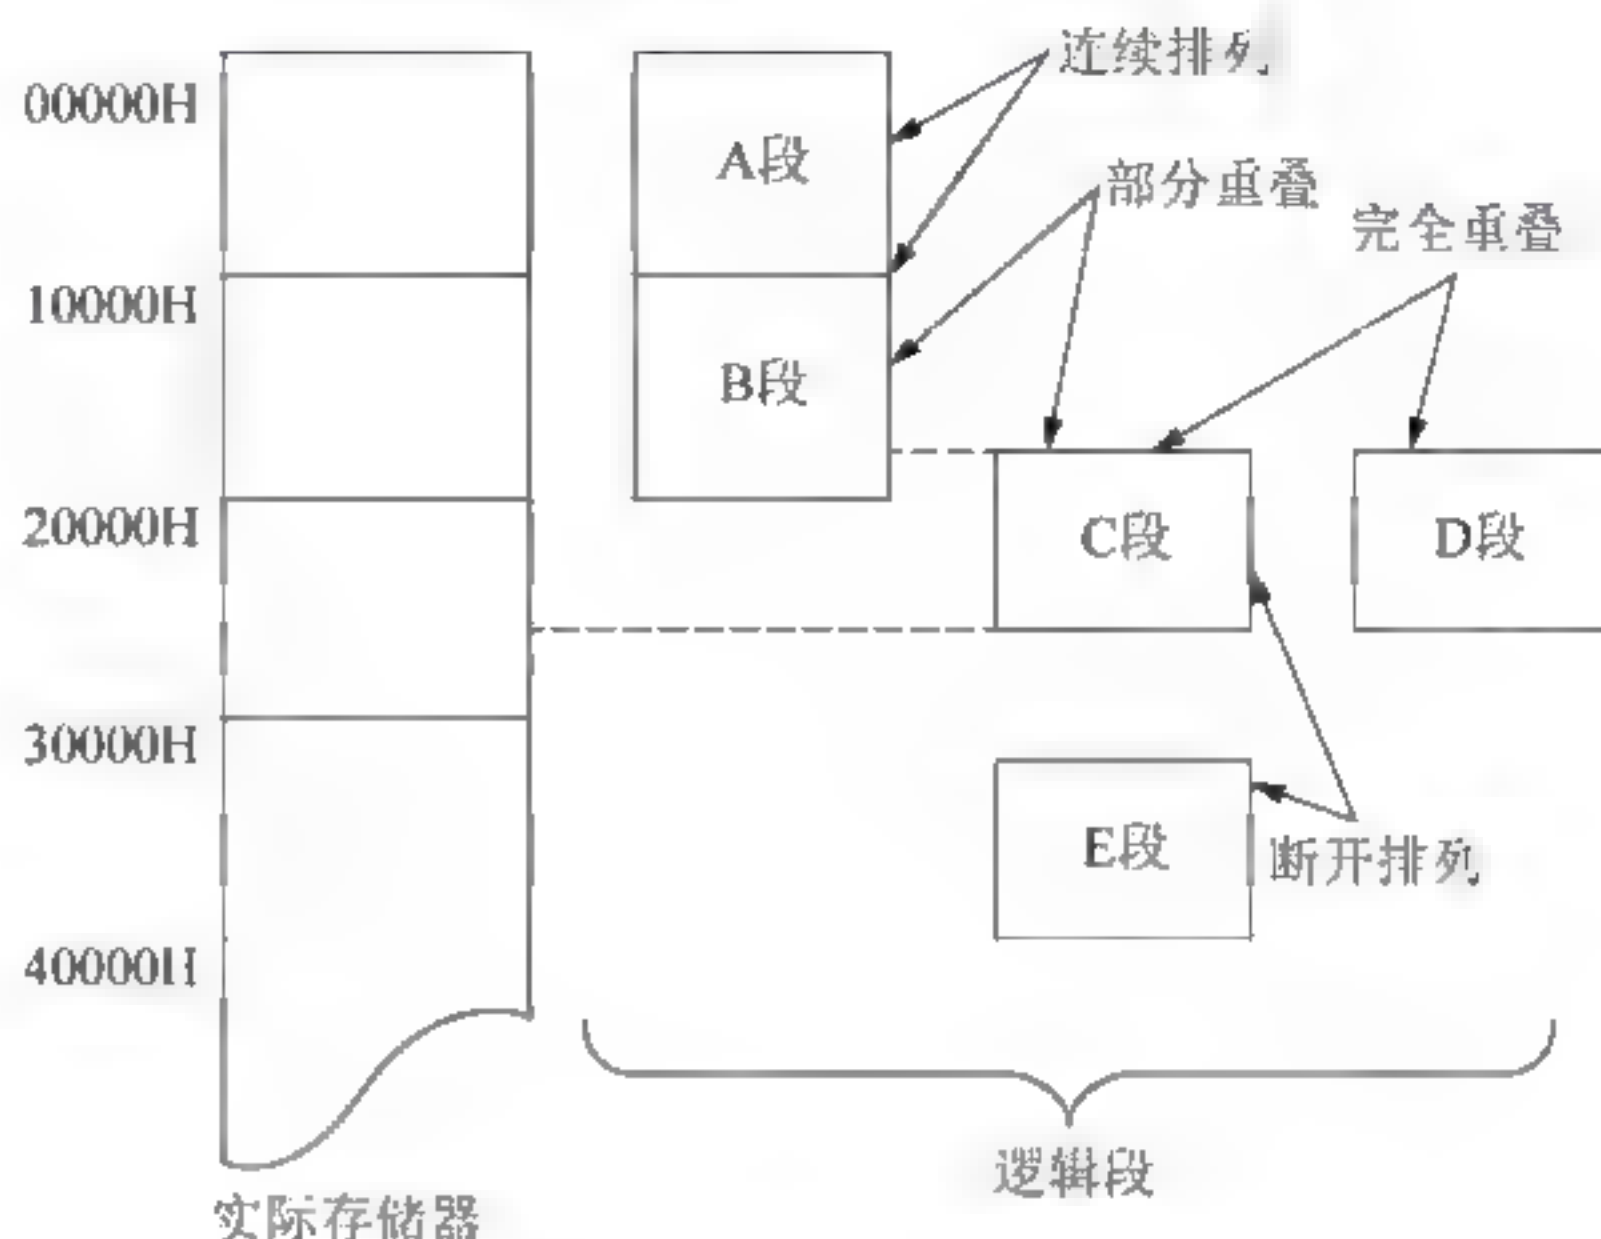 00000H
10000H
20000H
30000H
40000H
实际存储器
A段
B段
C段
D段
E段
连续排列
部分重叠
完全重叠
断开排列
逻辑段